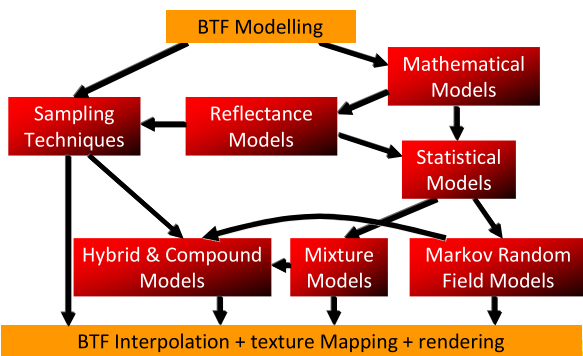 BTF Modelling
Mathematical
Models
Sampling
Techniques
Reflectance
Models
Statistical
Models
Hybrid & Compound
Models
Mixture
Models
Markov Random
Field Models
BTF Interpolation + texture Mapping + rendering